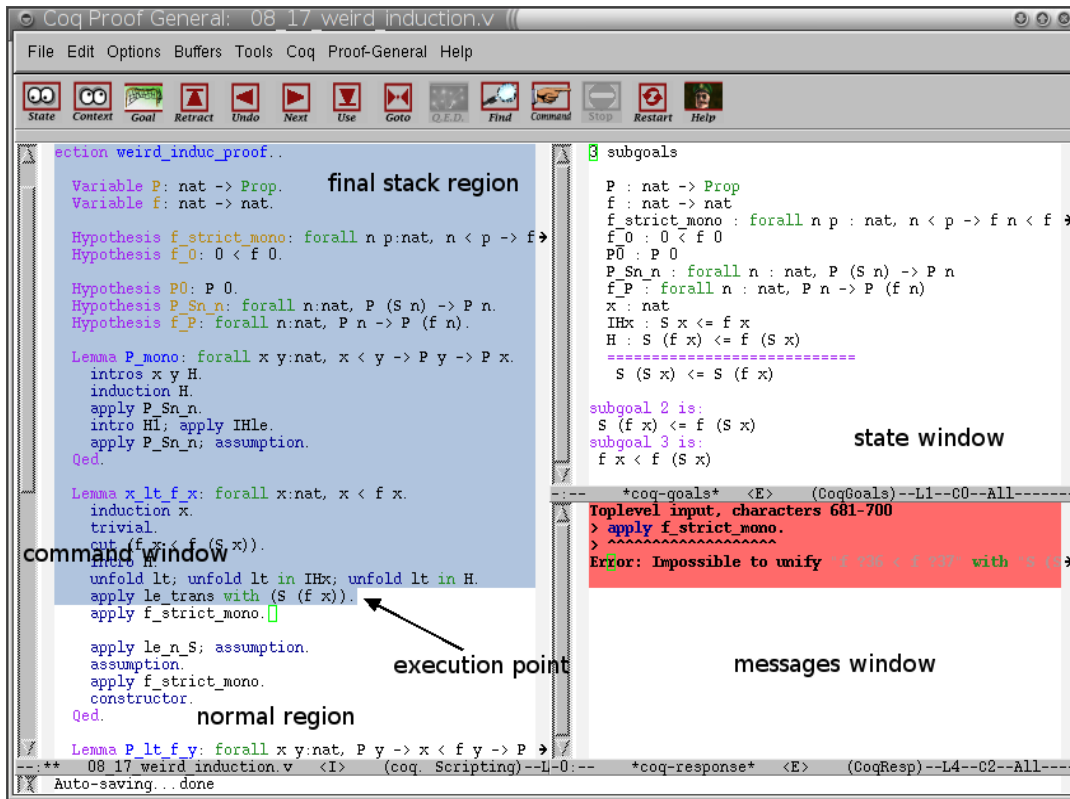 Coq Proof General: 08_17_weird_induction.v
File Edit Options Buffers Tools Coq Proof-General Help
State Context Goal Retract Undo Next Use Goto Q.E.D. Find Command Stop Restart Help
ection weird_induc_proof..
final stack region
Variable P: nat -> Prop.
Variable f: nat -> nat.
Hypothesis f_strict_mono: forall n p:nat, n < p -> f
Hypothesis f_0: 0 < f 0.
Hypothesis P0: P 0.
Hypothesis P_Sn_n: forall n:nat, P (S n) -> P n.
Hypothesis f_P: forall n:nat, P n -> P (f n).
Lemma P_mono: forall x y:nat, x < y -> P y -> P x.
intros x y H.
induction H.
apply P_Sn_n.
intro H1; apply IHle.
apply P_Sn_n; assumption.
Qed.
Lemma x_lt_f_x: forall x:nat, x < f x.
induction x.
trivial.
cut (f x < f (S x)).
command window
intro H.
unfold lt; unfold lt in IHx; unfold lt in H.
apply le_trans with (S (f x)).
apply f_strict_mono.
execution point
apply le_n_S; assumption.
assumption.
apply f_strict_mono.
constructor.
Qed.
normal region
Lemma P_lt_f_y: forall x y:nat, P y -> x < f y -> P
--:** 08_17_weird_induction.v <I> (coq. Scripting)--L
Auto-saving...done
3 subgoals
P : nat -> Prop
f : nat -> nat
f_strict_mono : forall n p : nat, n < p -> f n < f
f_0 : 0 < f 0
P0 : P 0
P_Sn_n : forall n : nat, P (S n) -> P n
f_P : forall n : nat, P n -> P (f n)
x : nat
IHx : S x <= f x
H : S (f x) <= f (S x)
============================
S (S x) <= S (f x)
subgoal 2 is:
S (f x) <= f (S x)
subgoal 3 is:
f x < f (S x)
state window
-:-- *coq-goals* <E> (CoqGoals)--L1--C0--All-------
Toplevel input, characters 681-700
> apply f_strict_mono.
> ^^^^^^^^^^^^^^^^^^^
Error: Impossible to unify "f ?36 < f ?37" with "S (S
messages window
-0:-- *coq-response* <E> (CoqResp)--L4--C2--All----